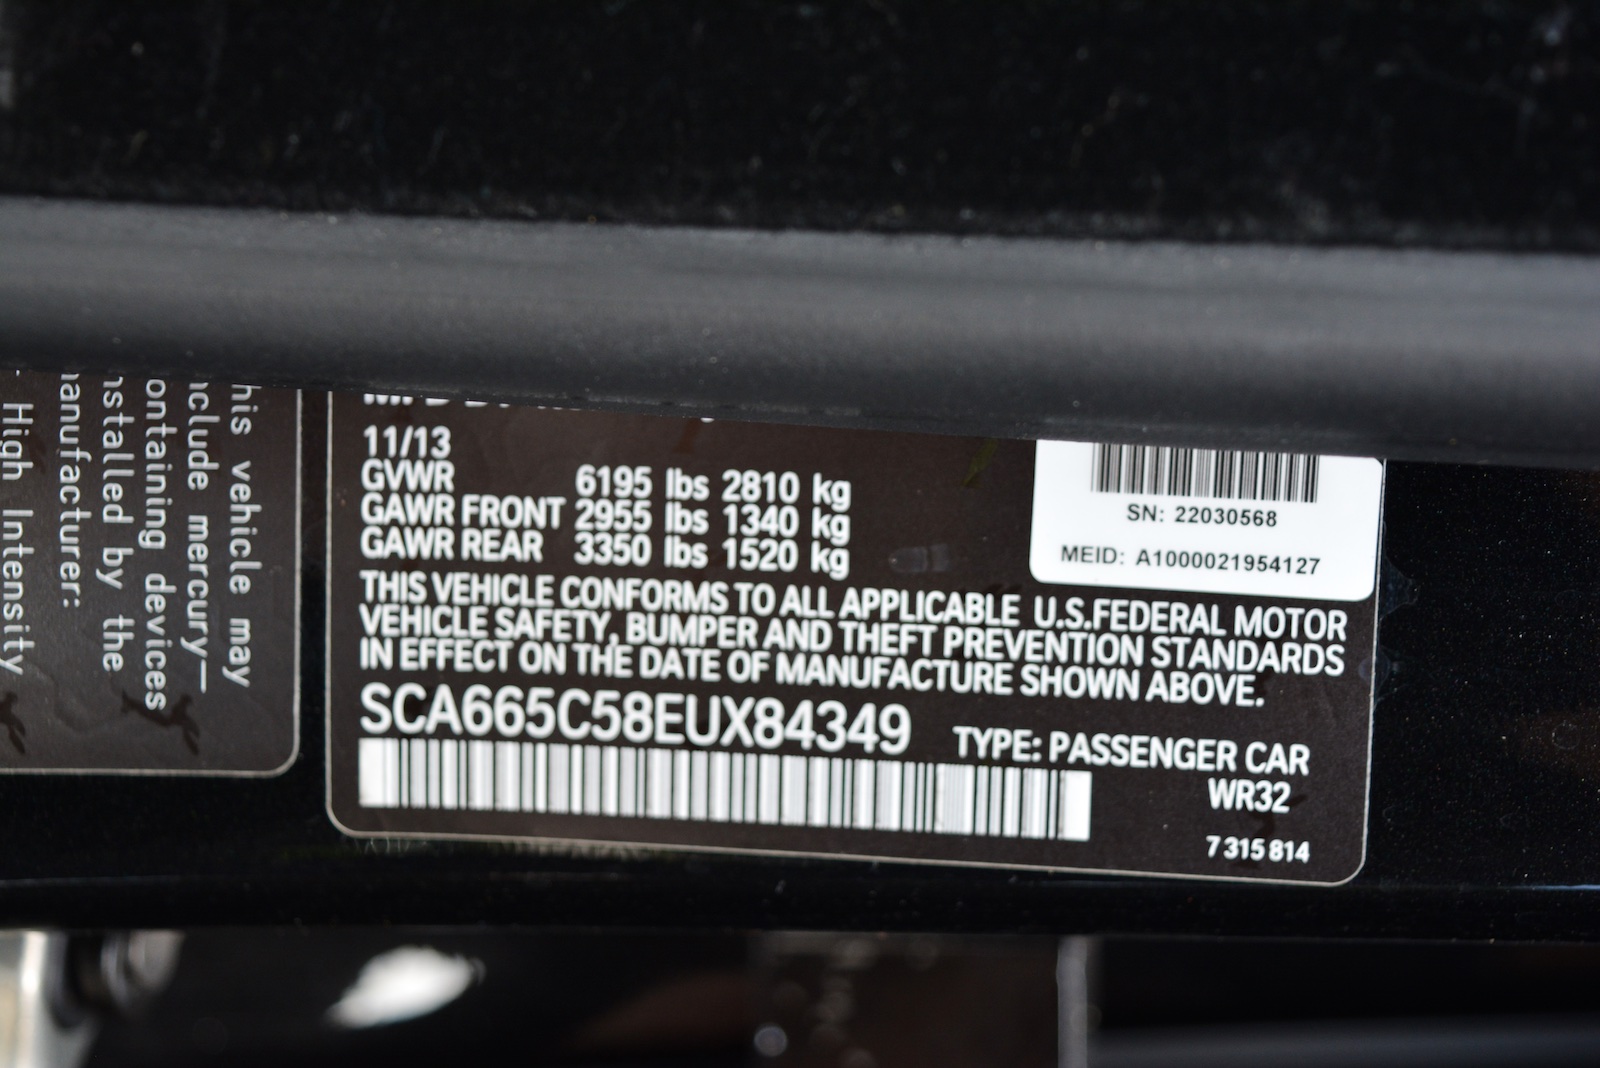 his vehicle may
nclude mercury—
ontaining devices
nstalled by the
anufacturer:
High Intensity
11/13
GVWR 6195 lbs 2810 kg
GAWR FRONT 2955 lbs 1340 kg
GAWR REAR 3350 lbs 1520 kg
THIS VEHICLE CONFORMS TO ALL APPLICABLE U.S.FEDERAL MOTOR
VEHICLE SAFETY, BUMPER AND THEFT PREVENTION STANDARDS
IN EFFECT ON THE DATE OF MANUFACTURE SHOWN ABOVE.
SCA665C58EUX84349
TYPE: PASSENGER CAR
WR32
7 315 814
SN: 22030568
MEID: A1000021954127